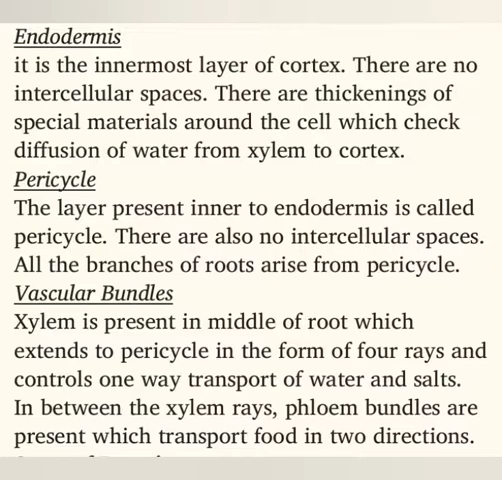 Endodermis
it is the innermost layer of cortex. There are no
intercellular spaces. There are thickenings of
special materials around the cell which check
diffusion of water from xylem to cortex.
Pericycle
The layer present inner to endodermis is called
pericycle. There are also no intercellular spaces.
All the branches of roots arise from pericycle.
Vascular Bundles
Xylem is present in middle of root which
extends to pericycle in the form of four rays and
controls one way transport of water and salts.
In between the xylem rays, phloem bundles are
present which transport food in two directions.